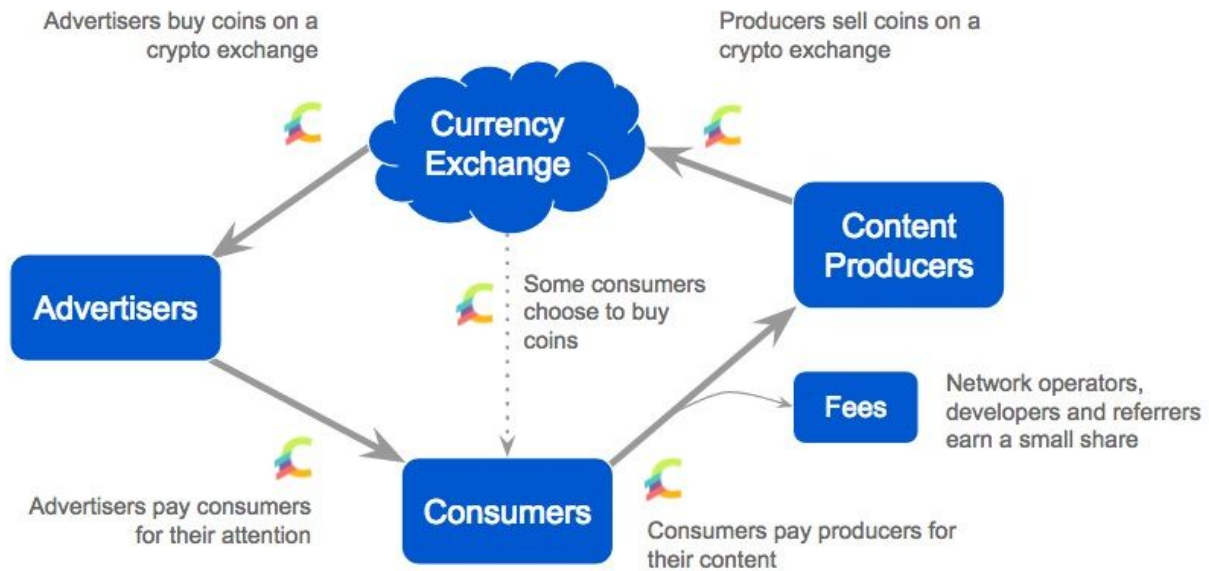 Advertisers buy coins on a
crypto exchange
Producers sell coins on a
crypto exchange
Currency
Exchange
Content
Producers
Advertisers
Some consumers
choose to buy
coins
Fees
Network operators,
developers and referrers
earn a small share
Advertisers pay consumers
for their attention
Consumers
Consumers pay producers for
their content